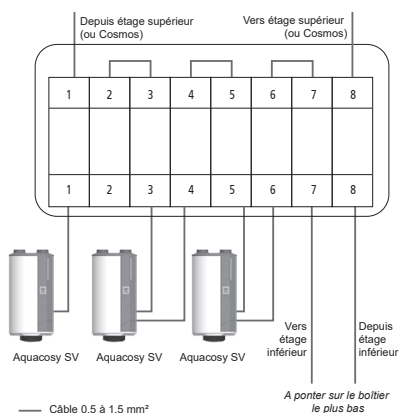 Depuis étage supérieur
(ou Cosmos)
Vers étage supérieur
(ou Cosmos)
1 2 3 4 5 6 7 8
1 2 3 4 5 6 7 8
Aquacosy SV
Aquacosy SV
Aquacosy SV
Vers
étage
inférieur
Depuis
étage
inférieur
A ponter sur le boîtier
le plus bas
Câble 0.5 à 1.5 mm²